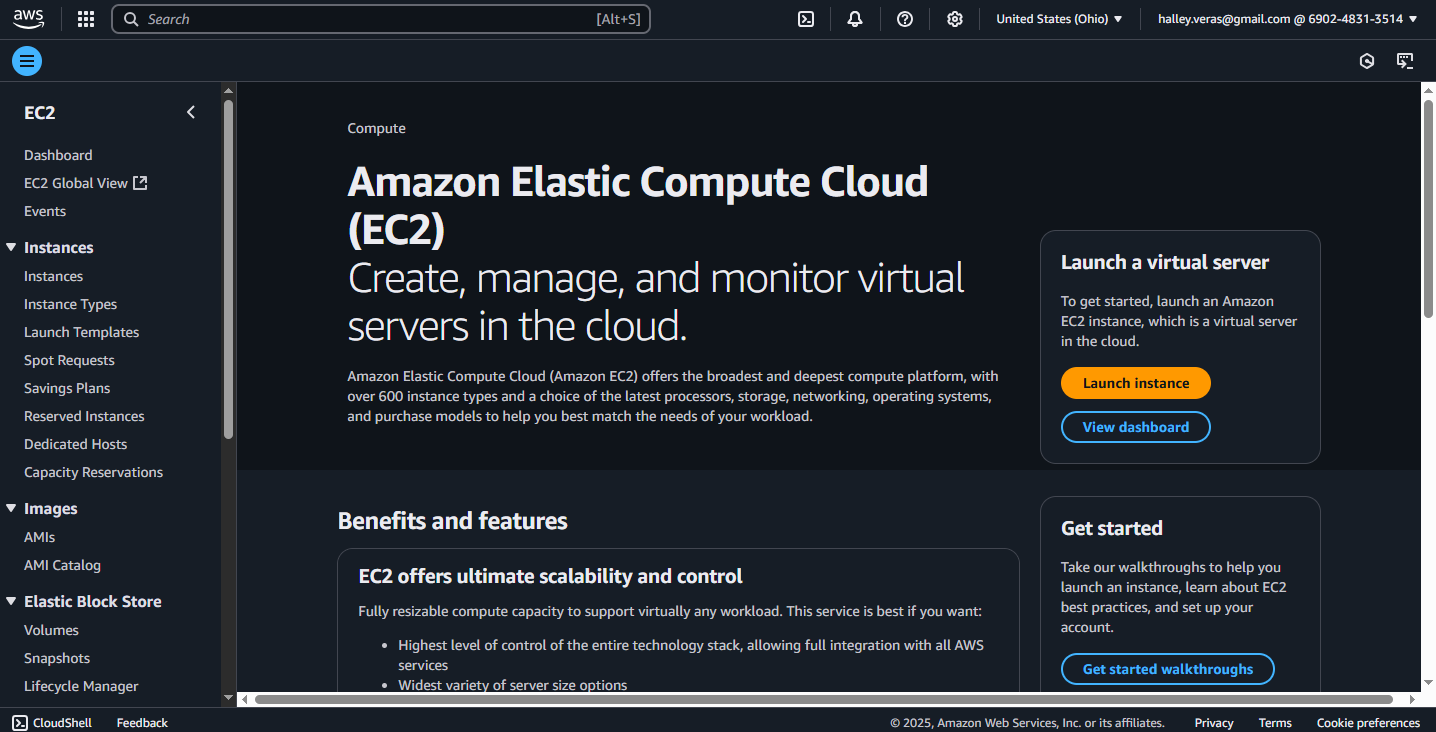 aws
Search
[Alt+S]
United States (Ohio)
halley.veras@gmail.com @ 6902-4831-3514
EC2
Dashboard
EC2 Global View
Events
Instances
Instances
Instance Types
Launch Templates
Spot Requests
Savings Plans
Reserved Instances
Dedicated Hosts
Capacity Reservations
Images
AMIs
AMI Catalog
Elastic Block Store
Volumes
Snapshots
Lifecycle Manager
Compute
Amazon Elastic Compute Cloud
(EC2)
Create, manage, and monitor virtual
servers in the cloud.
Amazon Elastic Compute Cloud (Amazon EC2) offers the broadest and deepest compute platform, with
over 600 instance types and a choice of the latest processors, storage, networking, operating systems,
and purchase models to help you best match the needs of your workload.
Launch a virtual server
To get started, launch an Amazon
EC2 instance, which is a virtual server
in the cloud.
Launch instance
View dashboard
Benefits and features
EC2 offers ultimate scalability and control
Fully resizable compute capacity to support virtually any workload. This service is best if you want:
• Highest level of control of the entire technology stack, allowing full integration with all AWS
services
• Widest variety of server size options
Get started
Take our walkthroughs to help you
launch an instance, learn about EC2
best practices, and set up your
account.
Get started walkthroughs
CloudShell
Feedback
© 2025, Amazon Web Services, Inc. or its affiliates.
Privacy
Terms
Cookie preferences